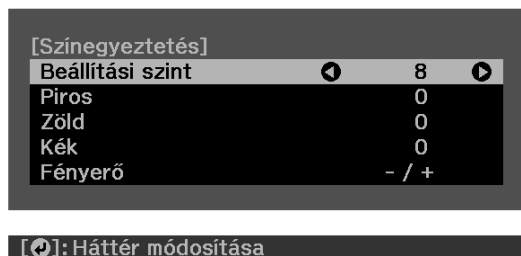 [Színegyeztetés]
Beállítási szint 8
Piros 0
Zöld 0
Kék 0
Fényerő - / +
[↵]: Háttér módosítása